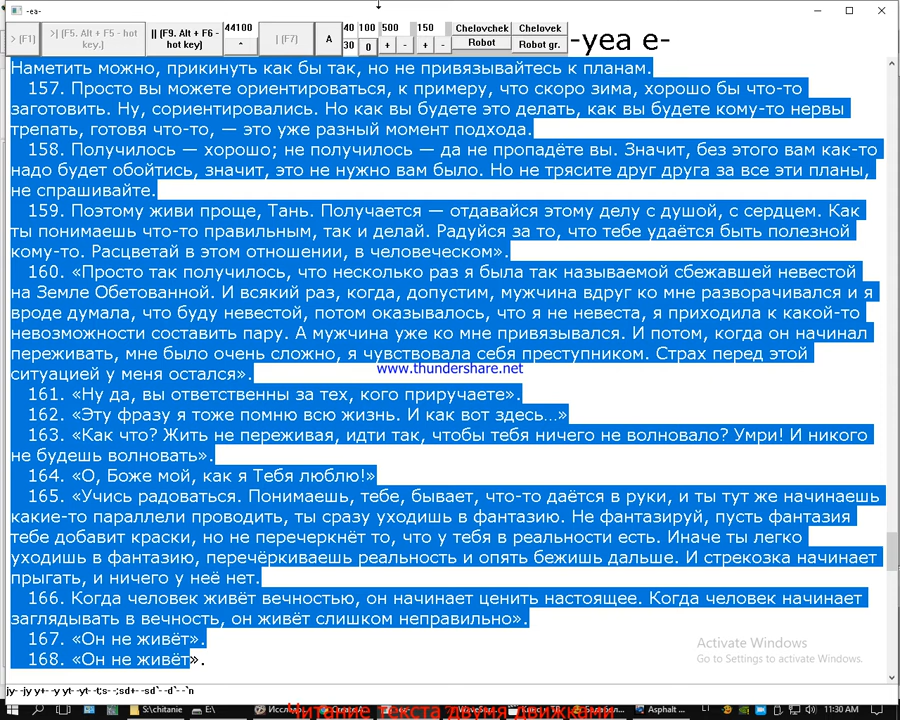 -ea-
> [F1]
>| [F5. Alt + F5 - hot key.]
|| [F9. Alt + F6 - hot key]
44100
^
| [F7]
A
40 100 500 150
30 0 + - + -
Chelovchek Chelovek
Robot Robot gr.
-yea e-
Наметить можно, прикинуть как бы так, но не привязывайтесь к планам.
157. Просто вы можете ориентироваться, к примеру, что скоро зима, хорошо бы что-то
заготовить. Ну, сориентировались. Но как вы будете это делать, как вы будете кому-то нервы
трепать, готовя что-то, — это уже разный момент подхода.
158. Получилось — хорошо; не получилось — да не пропадёте вы. Значит, без этого вам как-то
надо будет обойтись, значит, это не нужно вам было. Но не трясите друг друга за все эти планы,
не спрашивайте.
159. Поэтому живи проще, Тань. Получается — отдавайся этому делу с душой, с сердцем. Как
ты понимаешь что-то правильным, так и делай. Радуйся за то, что тебе удаётся быть полезной
кому-то. Расцветай в этом отношении, в человеческом».
160. «Просто так получилось, что несколько раз я была так называемой сбежавшей невестой
на Земле Обетованной. И всякий раз, когда, допустим, мужчина вдруг ко мне разворачивался и я
вроде думала, что буду невестой, потом оказывалось, что я не невеста, я приходила к какой-то
невозможности составить пару. А мужчина уже ко мне привязывался. И потом, когда он начинал
переживать, мне было очень сложно, я чувствовала себя преступником. Страх перед этой
ситуацией у меня остался».
www.thundershare.net
161. «Ну да, вы ответственны за тех, кого приручаете».
162. «Эту фразу я тоже помню всю жизнь. И как вот здесь…»
163. «Как что? Жить не переживая, идти так, чтобы тебя ничего не волновало? Умри! И никого
не будешь волновать».
164. «О, Боже мой, как я Тебя люблю!»
165. «Учись радоваться. Понимаешь, тебе, бывает, что-то даётся в руки, и ты тут же начинаешь
какие-то параллели проводить, ты сразу уходишь в фантазию. Не фантазируй, пусть фантазия
тебе добавит краски, но не перечеркнёт то, что у тебя в реальности есть. Иначе ты легко
уходишь в фантазию, перечёркиваешь реальность и опять бежишь дальше. И стрекозка начинает
прыгать, и ничего у неё нет.
166. Когда человек живёт вечностью, он начинает ценить настоящее. Когда человек начинает
заглядывать в вечность, он живёт слишком неправильно».
167. «Он не живёт».
168. «Он не живёт».
Activate Windows
Go to Settings to activate Windows.
S:\chitanie
E:\
Asphalt
11:30 AM
Читание текста двумя движками